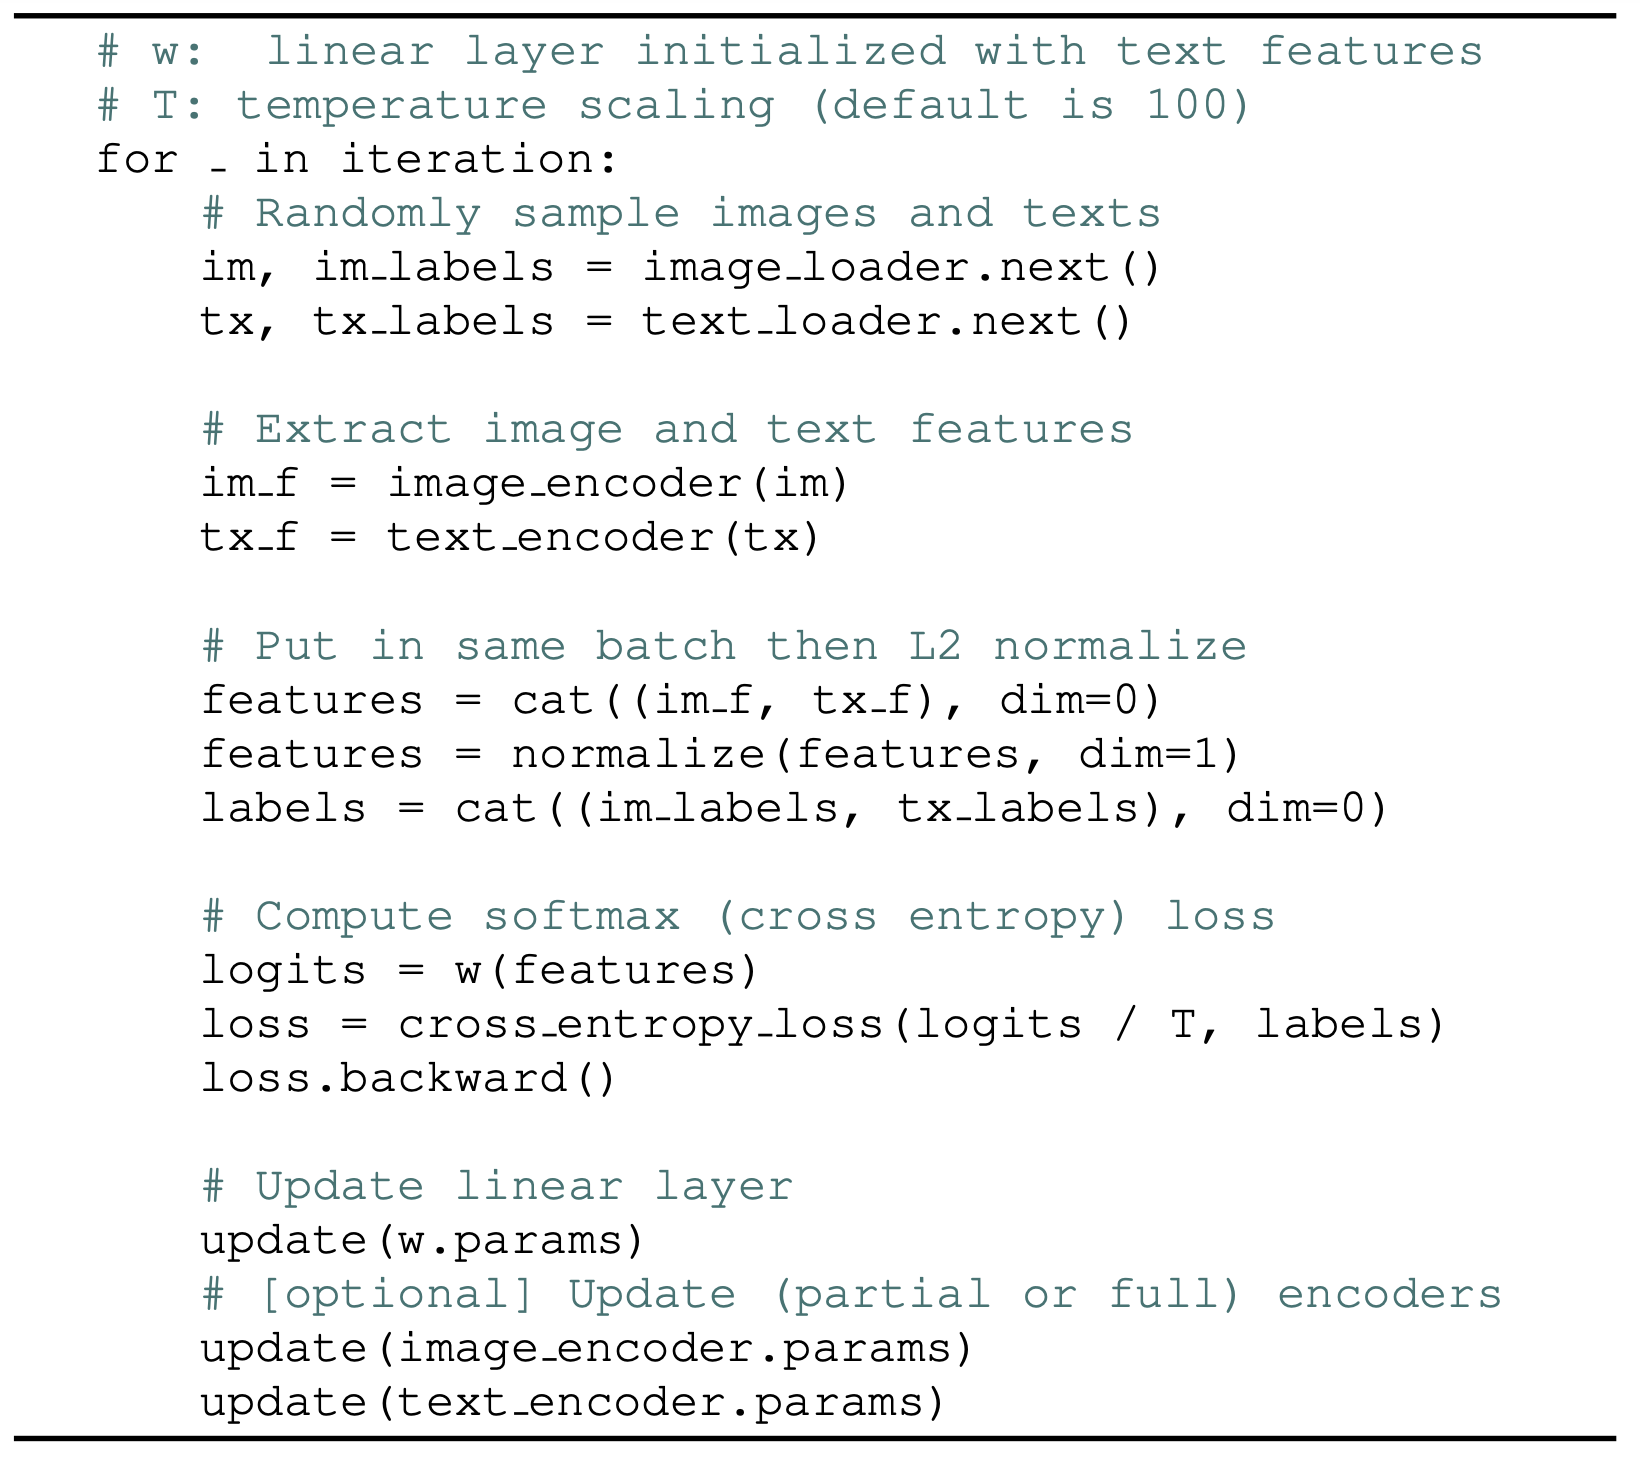 # w:  linear layer initialized with text features
# T: temperature scaling (default is 100)
for _ in iteration:
    # Randomly sample images and texts
    im, im_labels = image_loader.next()
    tx, tx_labels = text_loader.next()

    # Extract image and text features
    im_f = image_encoder(im)
    tx_f = text_encoder(tx)

    # Put in same batch then L2 normalize
    features = cat((im_f, tx_f), dim=0)
    features = normalize(features, dim=1)
    labels = cat((im_labels, tx_labels), dim=0)

    # Compute softmax (cross entropy) loss
    logits = w(features)
    loss = cross_entropy_loss(logits / T, labels)
    loss.backward()

    # Update linear layer
    update(w.params)
    # [optional] Update (partial or full) encoders
    update(image_encoder.params)
    update(text_encoder.params)